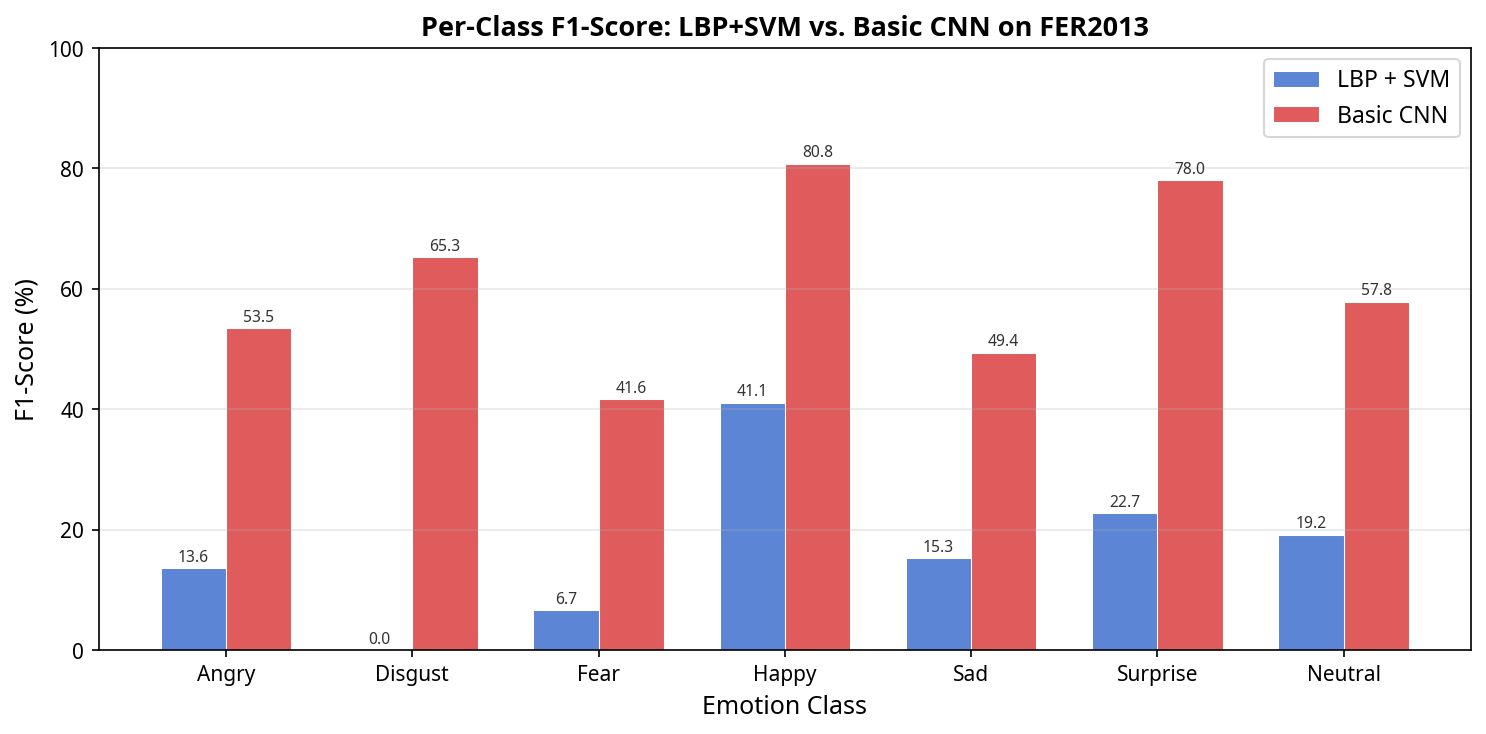 Per-Class F1-Score: LBP+SVM vs. Basic CNN on FER2013
LBP + SVM
Basic CNN
F1-Score (%)
100
80
60
40
20
0
13.6
53.5
0.0
65.3
6.7
41.6
41.1
80.8
15.3
49.4
22.7
78.0
19.2
57.8
Angry
Disgust
Fear
Happy
Sad
Surprise
Neutral
Emotion Class